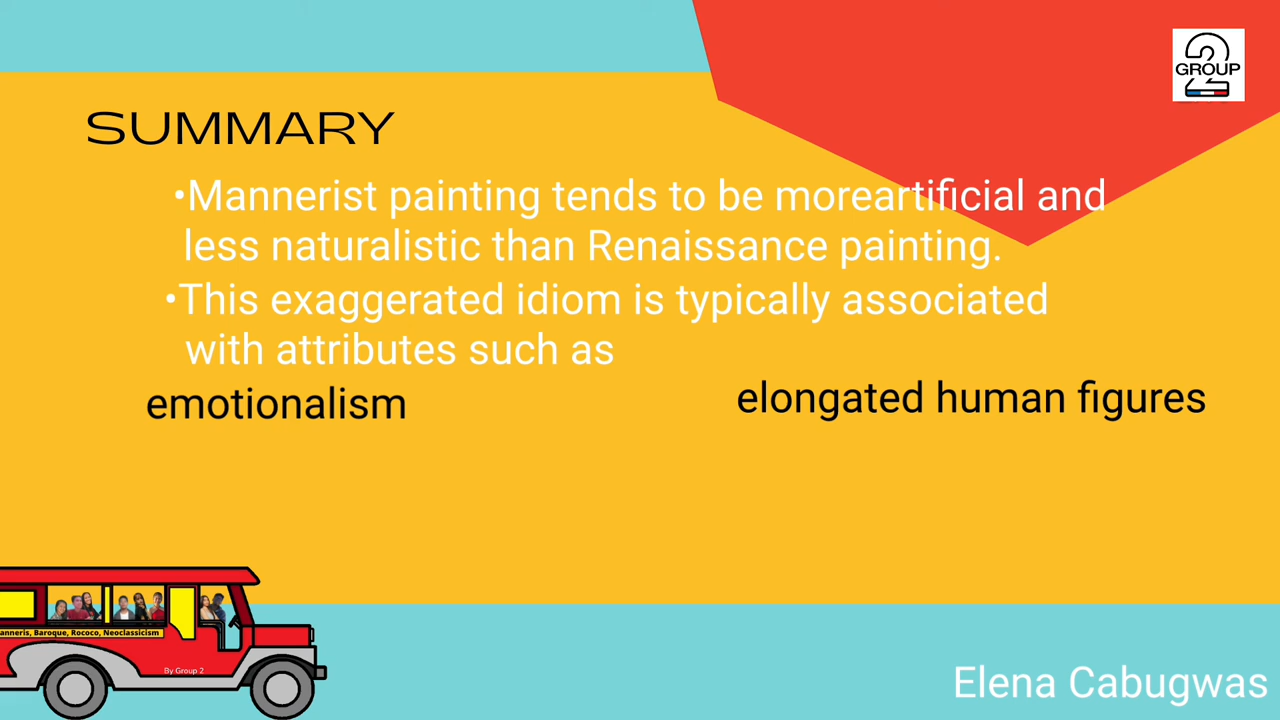 GROUP
2
SUMMARY
•Mannerist painting tends to be moreartificial and
less naturalistic than Renaissance painting.
•This exaggerated idiom is typically associated
with attributes such as
emotionalism
elongated human figures
anneris, Baroque, Rococo, Neoclassicism
By Group 2
Elena Cabugwas